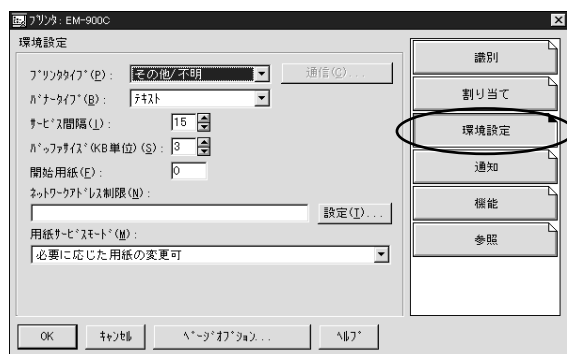 ﾌﾟﾘﾝﾀ : EM-900C
環境設定
ﾌﾟﾘﾝﾀﾀｲﾌﾟ(P) : その他/不明 通信(C)...
ﾊﾞﾅｰﾀｲﾌﾟ(B) : ﾃｷｽﾄ
ｻｰﾋﾞｽ間隔(I) : 15
ﾊﾞｯﾌｧｻｲｽﾞ(KB単位)(S) : 3
開始用紙(F) : 0
ﾈｯﾄﾜｰｸｱﾄﾞﾚｽ制限(N) :
設定(T)...
用紙ｻｰﾋﾞｽﾓｰﾄﾞ(M) :
必要に応じた用紙の変更可
識別
割り当て
環境設定
通知
機能
参照
OK ｷｬﾝｾﾙ ﾍﾟｰｼﾞｵﾌﾟｼｮﾝ... ﾍﾙﾌﾟ